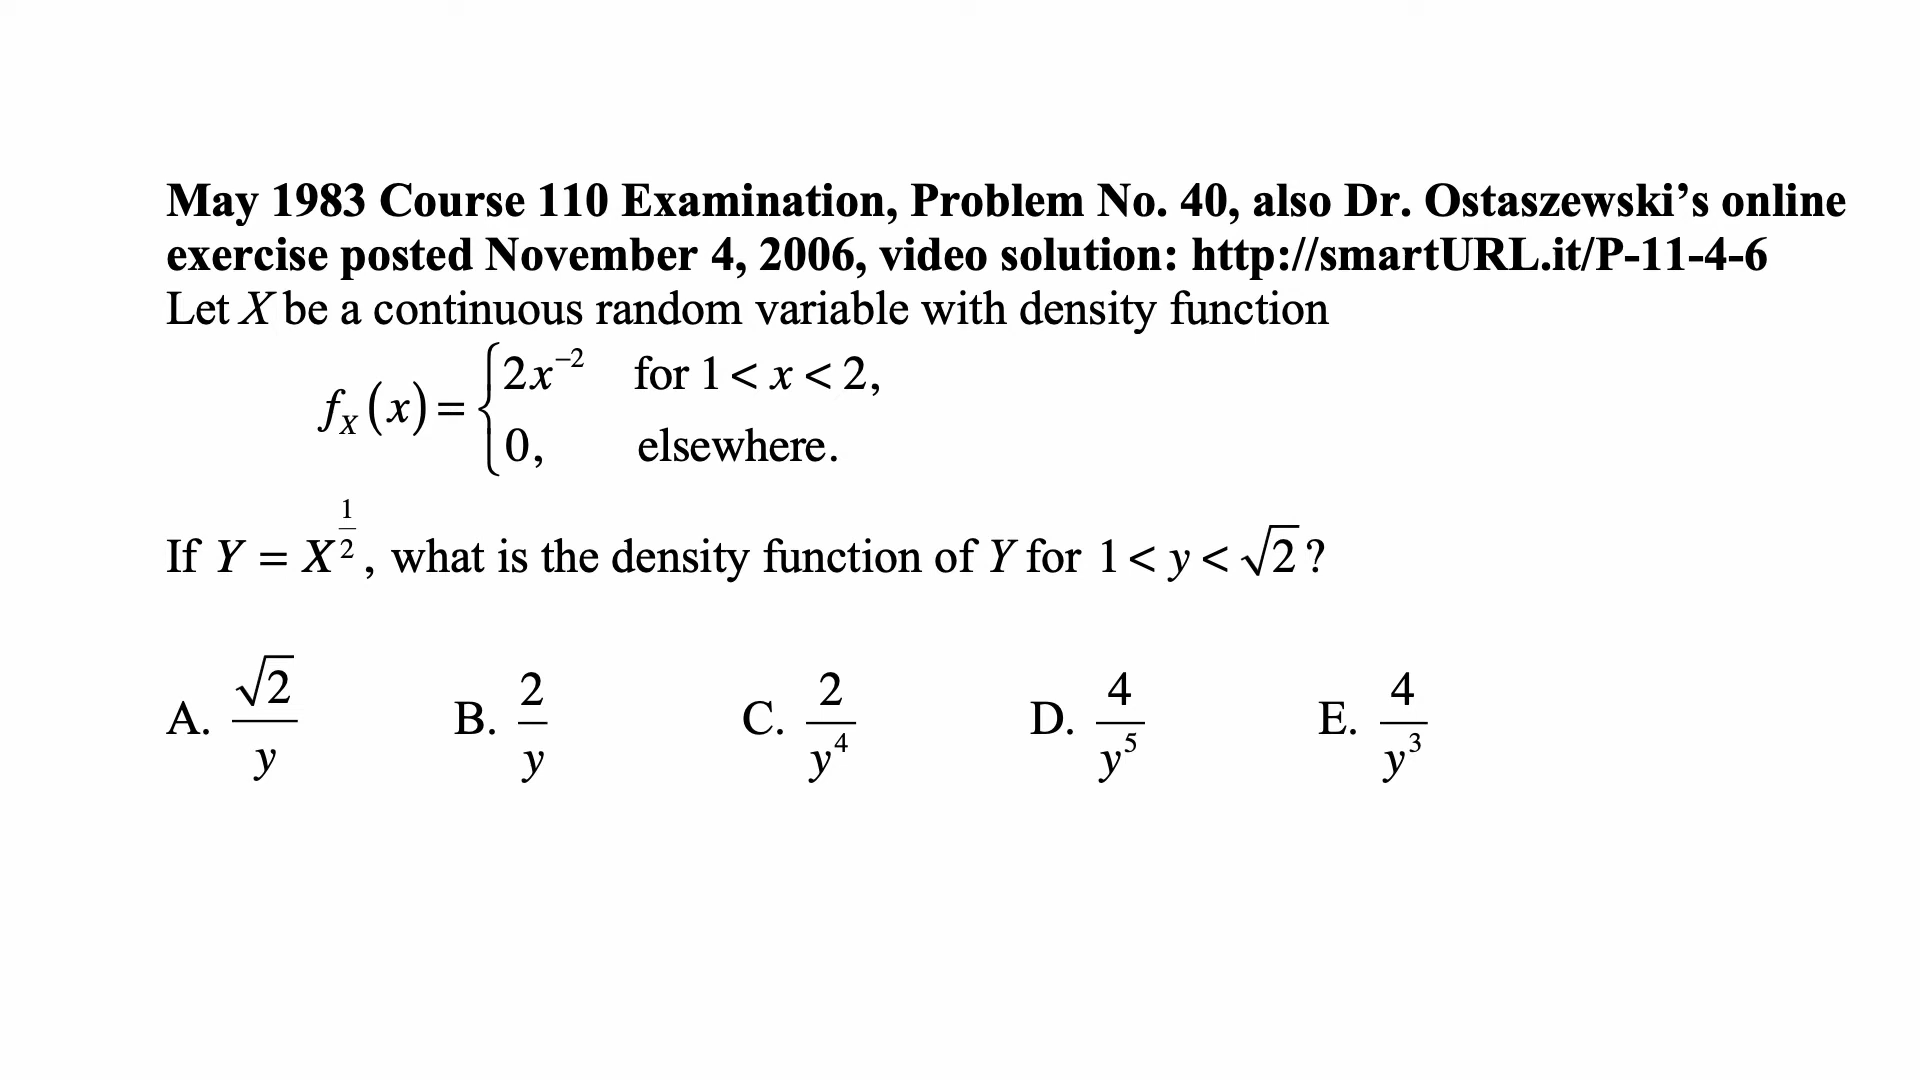 May 1983 Course 110 Examination, Problem No. 40, also Dr. Ostaszewski’s online
exercise posted November 4, 2006, video solution: http://smartURL.it/P-11-4-6
Let X be a continuous random variable with density function
f_X(x) = { 2x^{-2} for 1 < x < 2,
0, elsewhere.
If Y = X^{1/2}, what is the density function of Y for 1 < y < √2?
A. √2/y B. 2/y C. 2/y^4 D. 4/y^5 E. 4/y^3